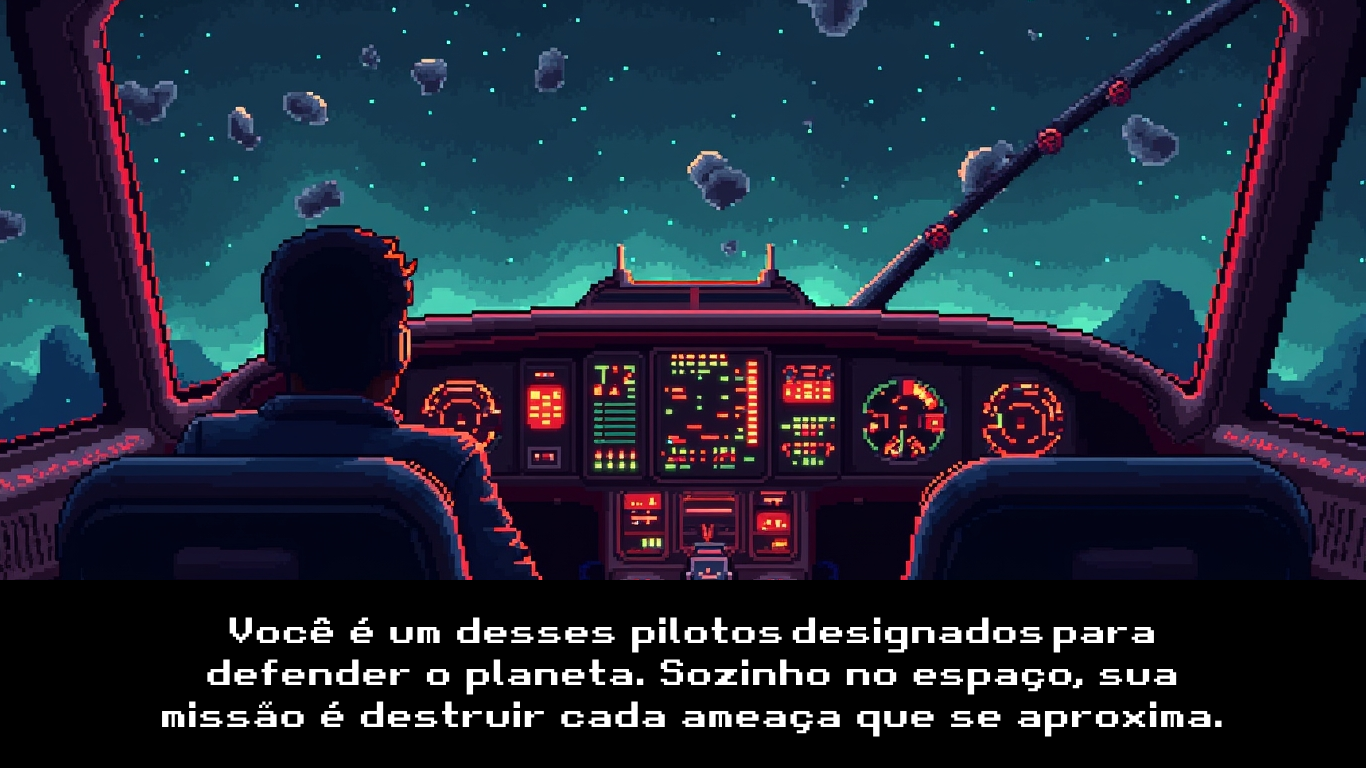 Você é um desses pilotos designados para
defender o planeta. Sozinho no espaço, sua
missão é destruir cada ameaça que se aproxima.